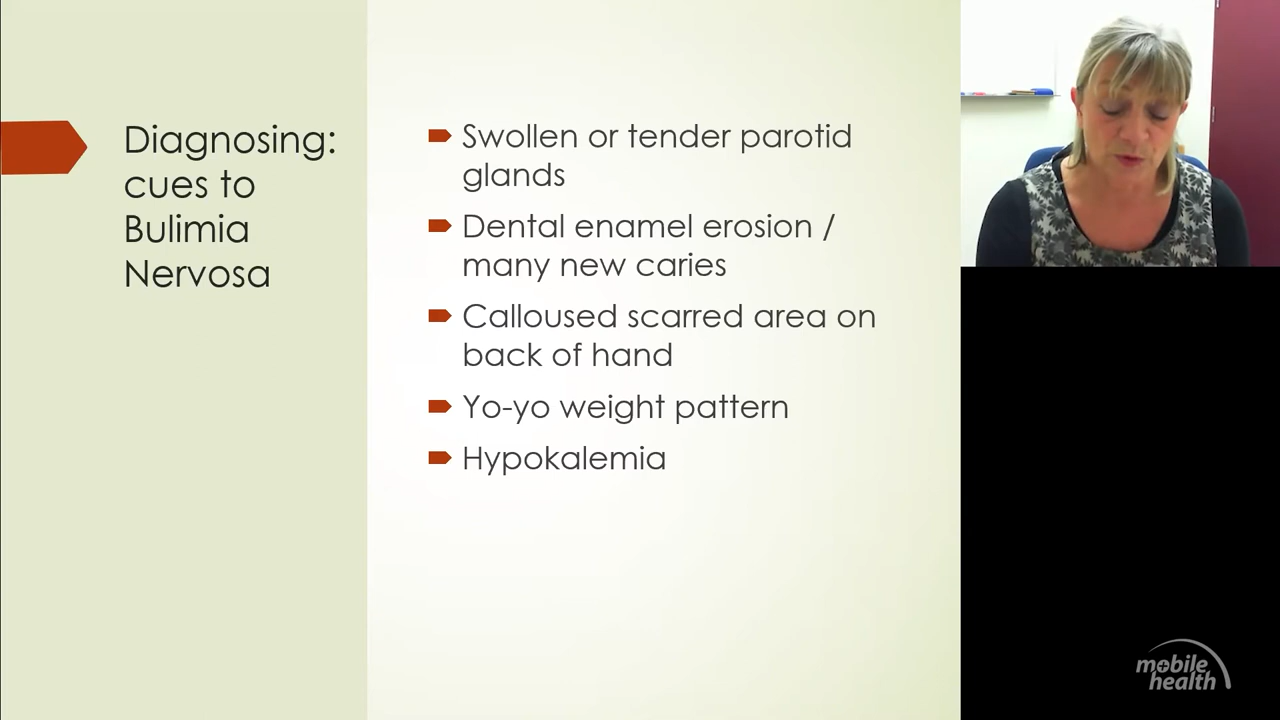 Diagnosing:
cues to
Bulimia
Nervosa
Swollen or tender parotid
glands
Dental enamel erosion /
many new caries
Calloused scarred area on
back of hand
Yo-yo weight pattern
Hypokalemia
mobile
health